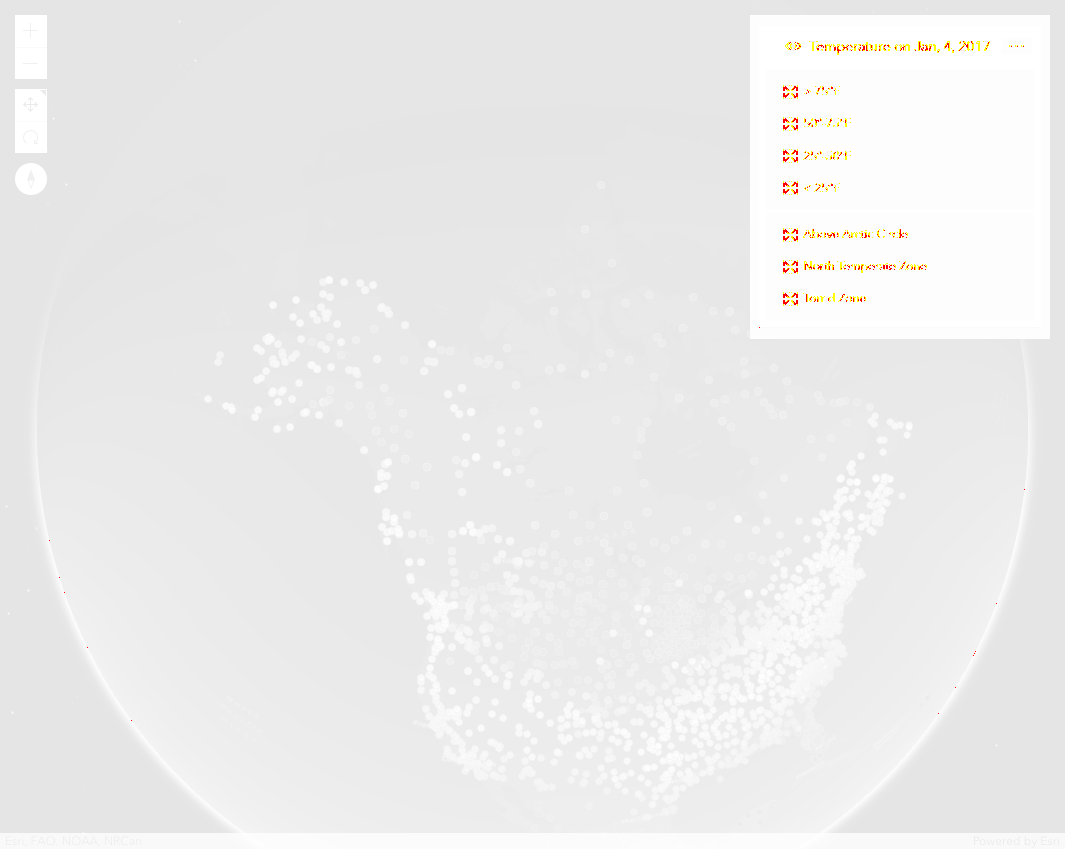 Temperature on Jan, 4, 2017
> 75°F
50°-75°F
25°-50°F
< 25°F
Above Arctic Circle
North Temperate Zone
Torrid Zone
Esri, FAO, NOAA, NRCan
Powered by Esri